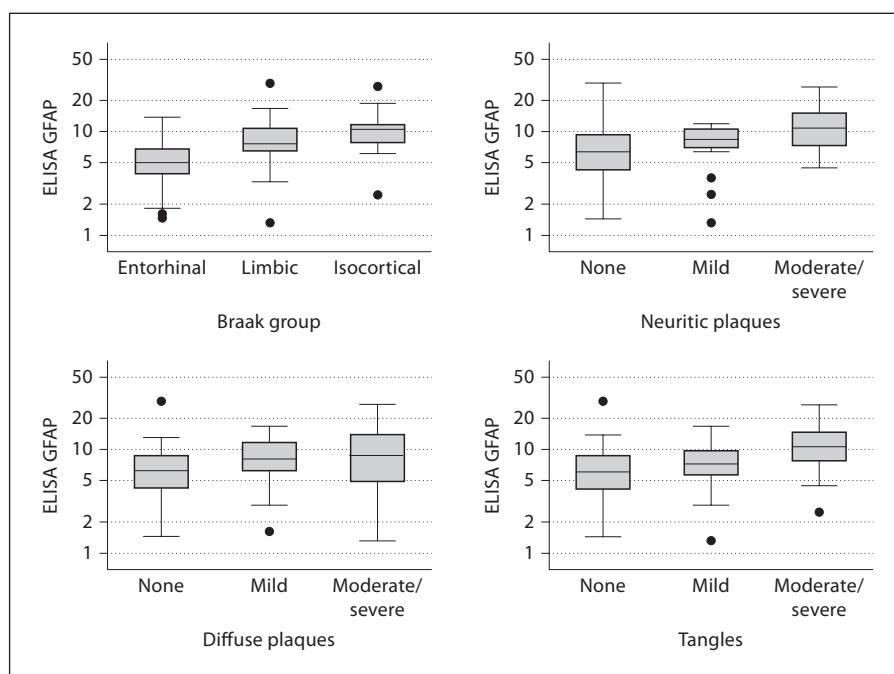 50
20
10
5
2
1
ELISA GFAP
Entorhinal
Limbic
Isocortical
Braak group
50
20
10
5
2
1
ELISA GFAP
None
Mild
Moderate/
severe
Neuritic plaques
50
20
10
5
2
1
ELISA GFAP
None
Mild
Moderate/
severe
Diffuse plaques
50
20
10
5
2
1
ELISA GFAP
None
Mild
Moderate/
severe
Tangles